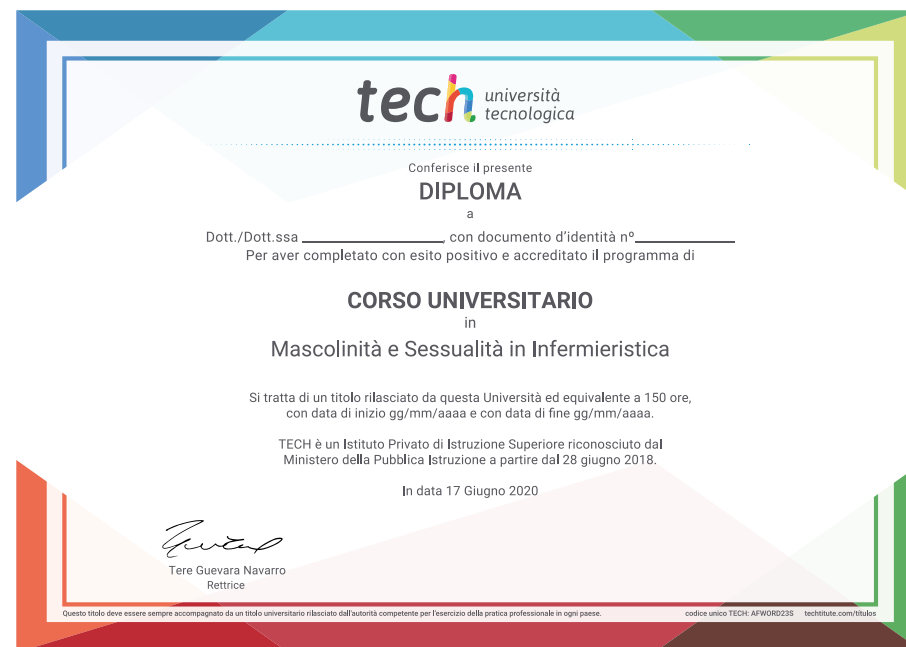 tech università
tecnologica
Conferisce il presente
DIPLOMA
a
Dott./Dott.ssa ____________________, con documento d'identità nº______________
Per aver completato con esito positivo e accreditato il programma di
CORSO UNIVERSITARIO
in
Mascolinità e Sessualità in Infermieristica
Si tratta di un titolo rilasciato da questa Università ed equivalente a 150 ore,
con data di inizio gg/mm/aaaa e con data di fine gg/mm/aaaa.
TECH è un Istituto Privato di Istruzione Superiore riconosciuto dal
Ministero della Pubblica Istruzione a partire dal 28 giugno 2018.
In data 17 Giugno 2020
Tere Guevara Navarro
Rettrice
Questo titolo deve essere sempre accompagnato da un titolo universitario rilasciato dall'autorità competente per l'esercizio della pratica professionale in ogni paese. codice unico TECH: AFWORD23S techtitute.com/títulos